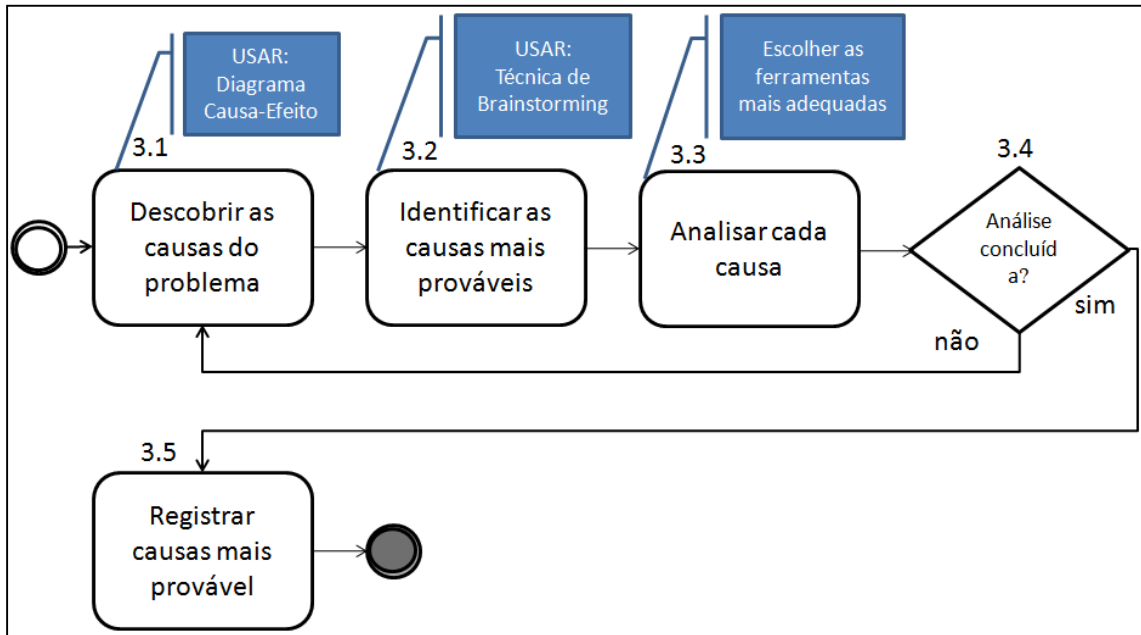 USAR:
Diagrama
Causa-Efeito
USAR:
Técnica de
Brainstorming
Escolher as
ferramentas
mais adequadas
3.1
3.2
3.3
3.4
Descobrir as
causas do
problema
Identificar as
causas mais
prováveis
Analisar cada
causa
Análise
concluíd
a?
sim
não
3.5
Registrar
causas mais
provável